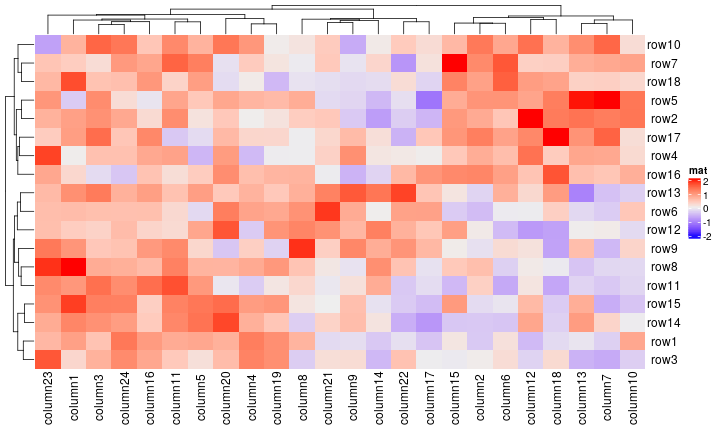 row10
row7
row18
row5
row2
row17
row4
row16
row13
row6
row12
row9
row8
row11
row15
row14
row1
row3
mat
2
1
0
-1
-2
column23
column1
column3
column24
column16
column11
column5
column20
column4
column19
column8
column21
column9
column14
column22
column17
column15
column2
column6
column12
column18
column13
column7
column10